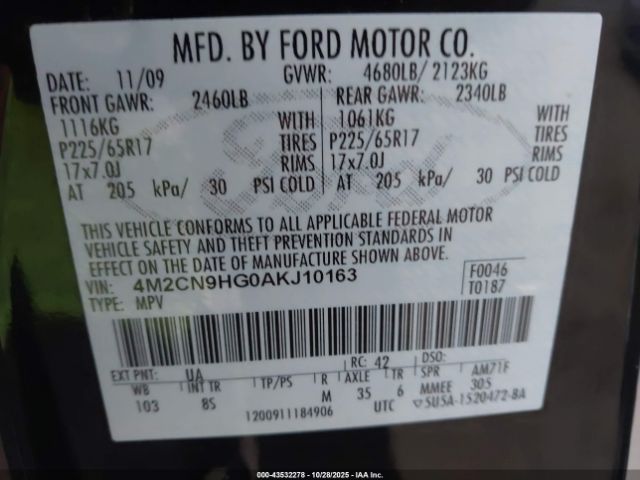 MFD. BY FORD MOTOR CO.
DATE: 11/09 GVWR: 4680LB/ 2123KG
FRONT GAWR: 2460LB REAR GAWR: 2340LB
1116KG WITH 1061KG WITH
P225/65R17 TIRES P225/65R17 TIRES
17x7.0J RIMS 17x7.0J RIMS
AT 205 kPa/ 30 PSI COLD AT 205 kPa/ 30 PSI COLD
THIS VEHICLE CONFORMS TO ALL APPLICABLE FEDERAL MOTOR
VEHICLE SAFETY AND THEFT PREVENTION STANDARDS IN
EFFECT ON THE DATE OF MANUFACTURE SHOWN ABOVE.
VIN: 4M2CN9HG0AKJ10163 F0046
TYPE: MPV T0187
EXT PNT: UA RC: 42 DSO:
WB INT TR TP/PS R AXLE TR SPR AM71F
103 8S M 35 6 MMEE 305
1200911184906 UTC 5U5A-1520472-BA
000-43532278 - 10/28/2025 - IAA Inc.